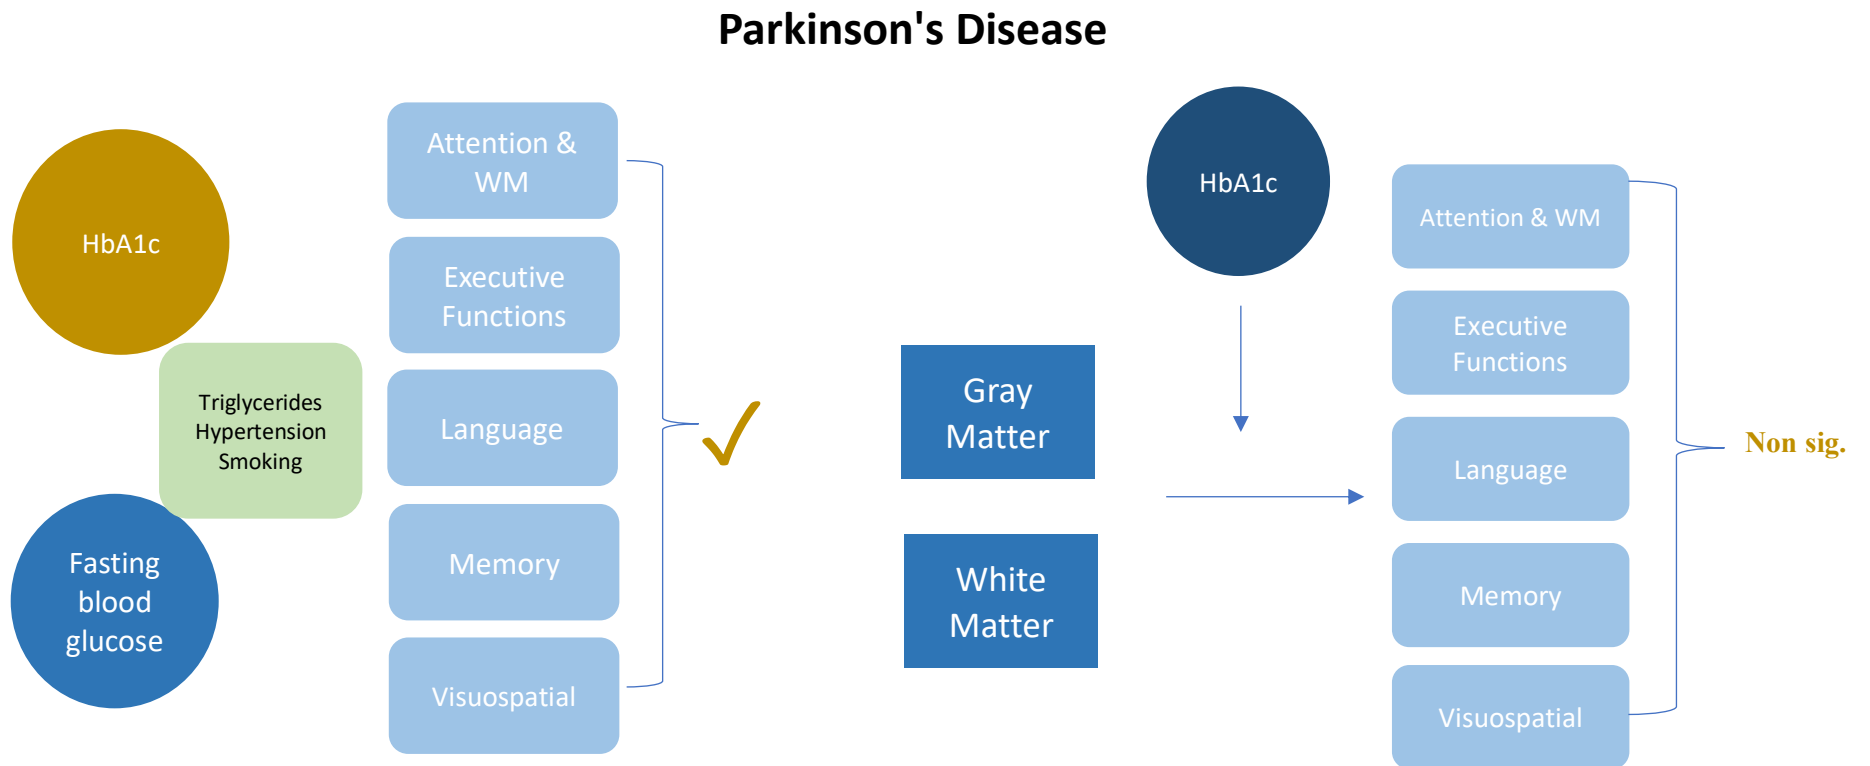 Parkinson's Disease
HbA1c
Triglycerides
Hypertension
Smoking
Fasting
blood
glucose
Attention &
WM
Executive
Functions
Language
Memory
Visuospatial
Gray
Matter
White
Matter
HbA1c
Attention & WM
Executive
Functions
Language
Memory
Visuospatial
Non sig.